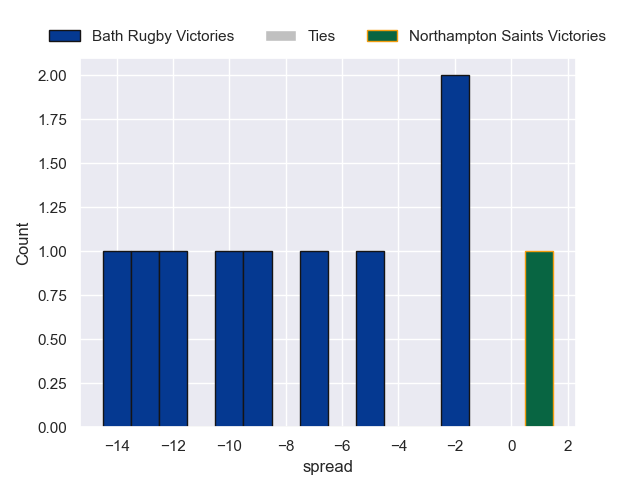 Bath Rugby Victories Ties Northampton Saints Victories
2.00
1.75
1.50
1.25
1.00
0.75
0.50
0.25
0.00
Count
−14 −12 −10 −8 −6 −4 −2 0 2
spread